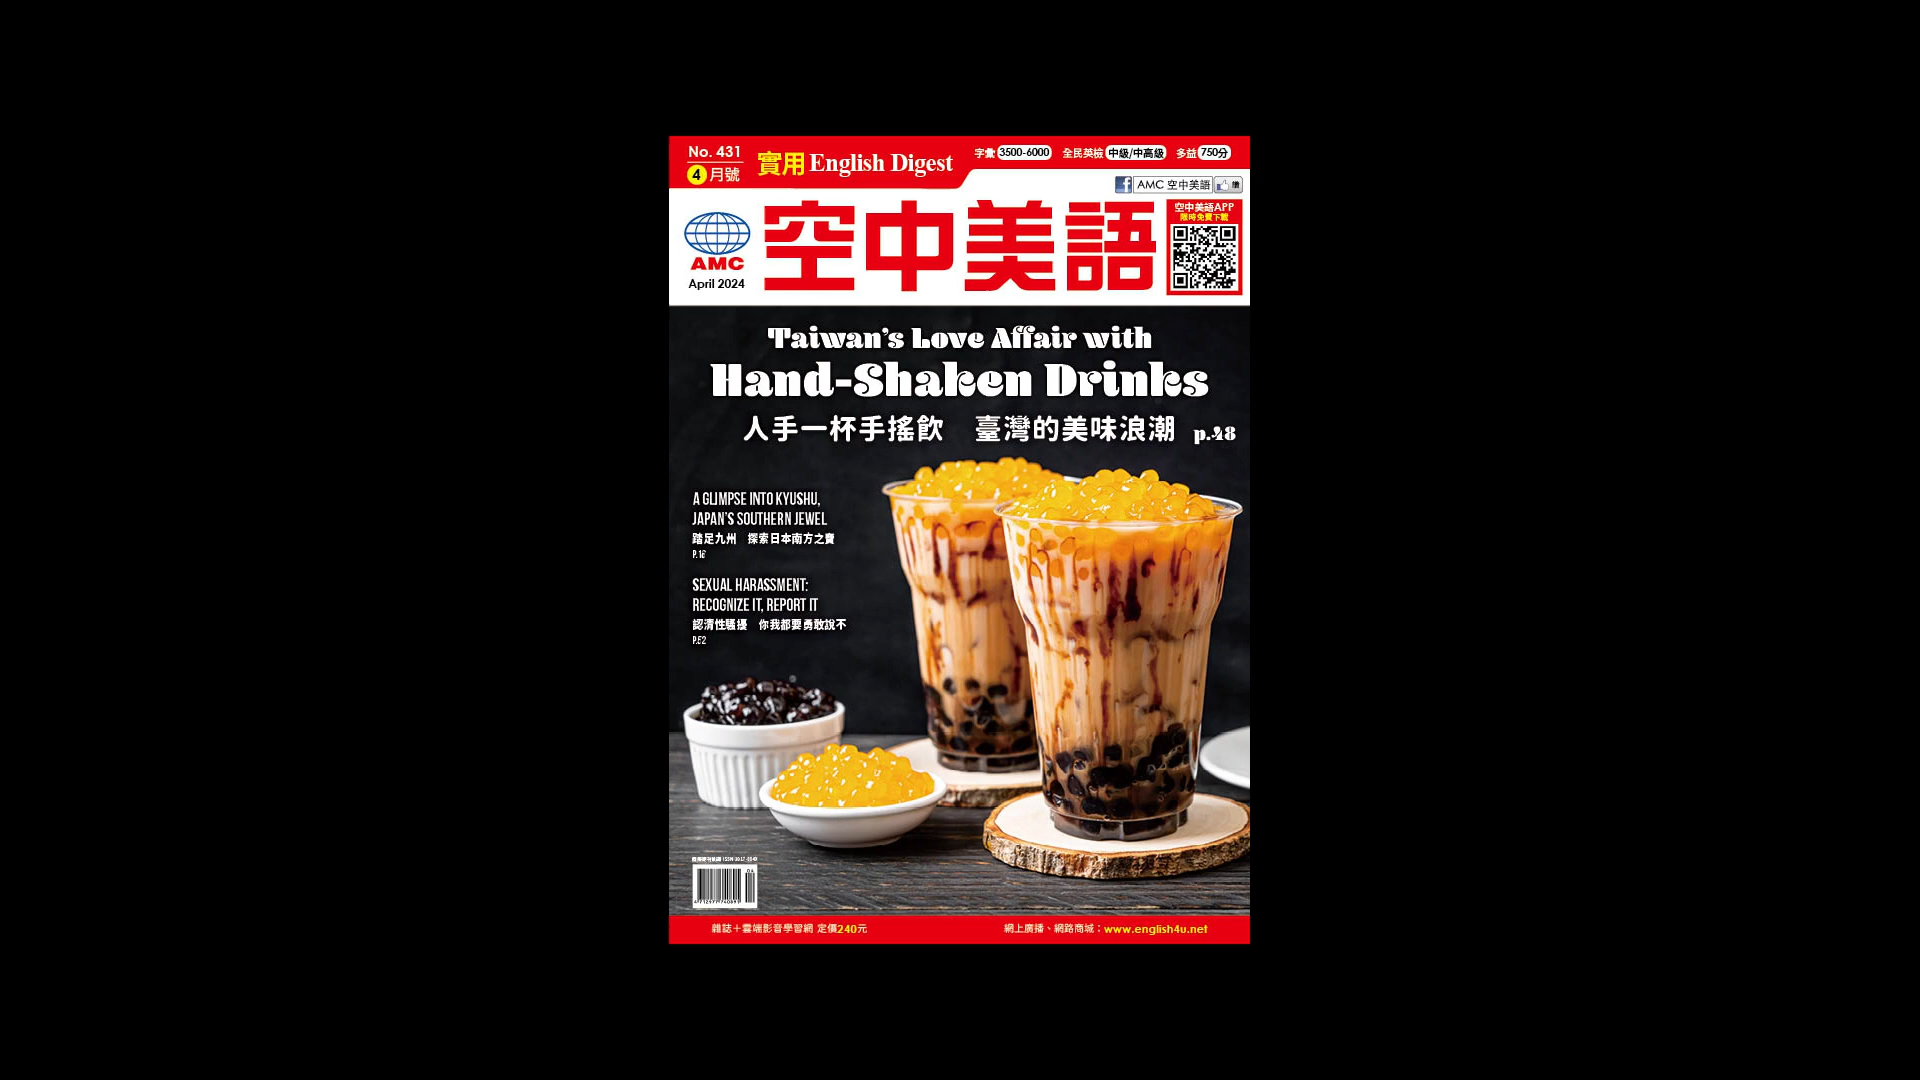 No. 431
4月號
實用 English Digest
字彙 3500-6000 全民英檢 中級/中高級 多益 750分
AMC 空中美語
AMC
April 2024
空中美語
空中美語APP
限時免費下載
Taiwan's Love Affair with
Hand-Shaken Drinks
人手一杯手搖飲 臺灣的美味浪潮 p.48
A GLIMPSE INTO KYUSHU,
JAPAN'S SOUTHERN JEWEL
踏足九州 探索日本南方之寶
P.16
SEXUAL HARASSMENT:
RECOGNIZE IT, REPORT IT
認清性騷擾 你我都要勇敢說不
雜誌+雲端影音學習網 定價240元
網上廣播、網路商城:www.english4u.net